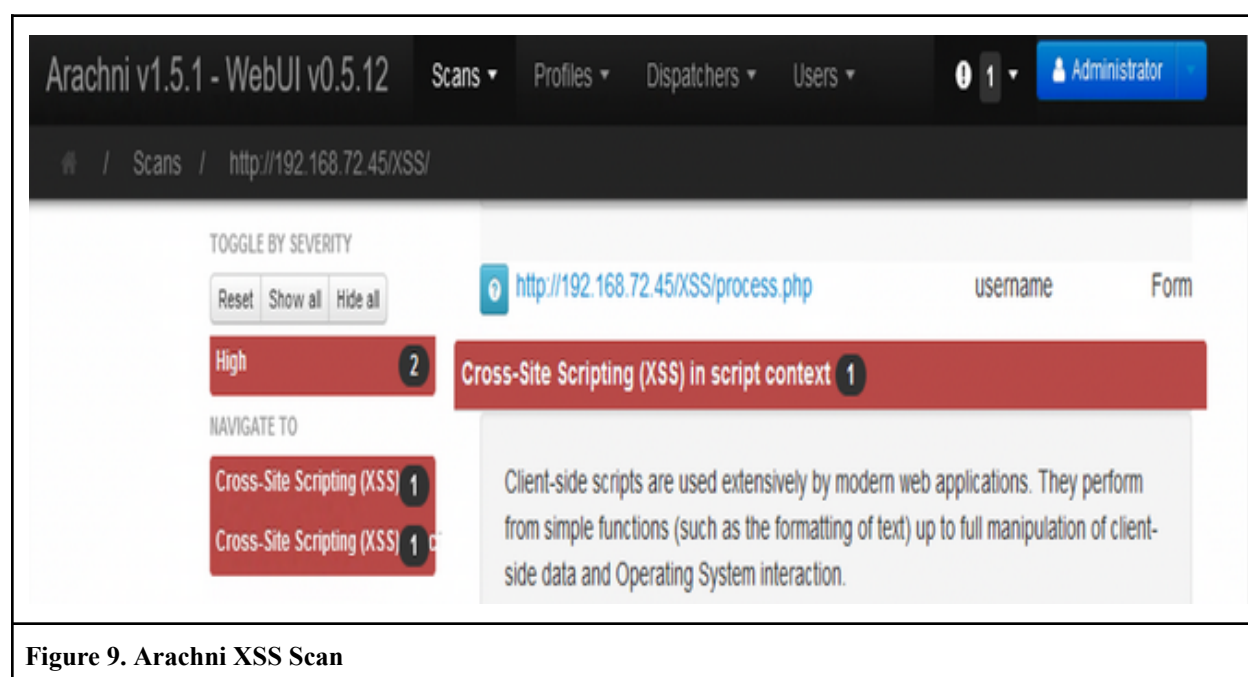 Arachni v1.5.1 - WebUI v0.5.12 Scans Profiles Dispatchers Users 1 Administrator
/ Scans / http://192.168.72.45/XSS/
TOGGLE BY SEVERITY
Reset Show all Hide all
High 2
NAVIGATE TO
Cross-Site Scripting (XSS) 1
Cross-Site Scripting (XSS) 1
http://192.168.72.45/XSS/process.php username Form
Cross-Site Scripting (XSS) in script context 1
Client-side scripts are used extensively by modern web applications. They perform
from simple functions (such as the formatting of text) up to full manipulation of client-
side data and Operating System interaction.
Figure 9. Arachni XSS Scan